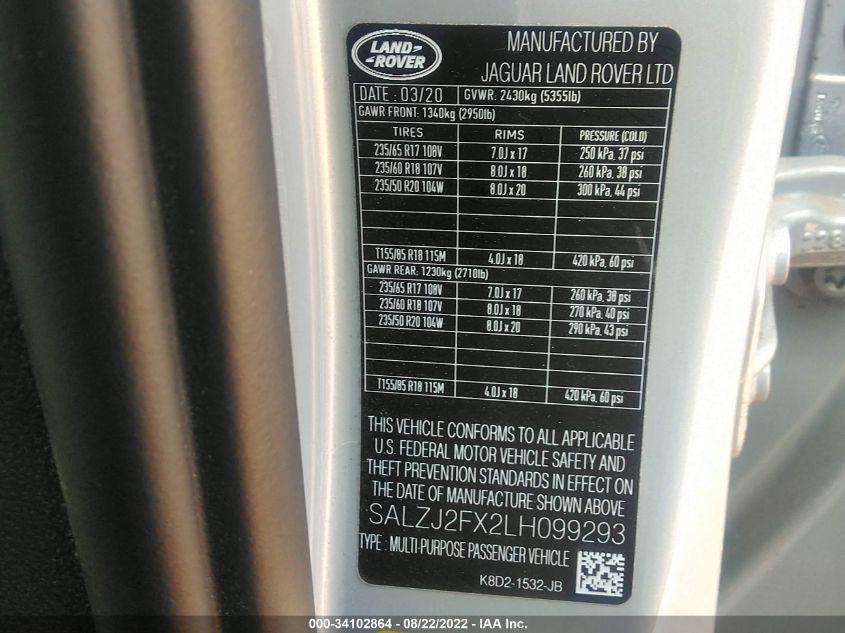 LAND-
-ROVER
MANUFACTURED BY
JAGUAR LAND ROVER LTD
DATE : 03/20 GVWR: 2430kg (5355lb)
GAWR FRONT: 1340kg (2950lb)
TIRES RIMS PRESSURE (COLD)
235/65 R17 108V 7.0J x 17 250 kPa, 37 psi
235/60 R18 107V 8.0J x 18 260 kPa, 38 psi
235/50 R20 104W 8.0J x 20 300 kPa, 44 psi
T155/85 R18 115M 4.0J x 18 420 kPa, 60 psi
GAWR REAR: 1230kg (2710lb)
235/65 R17 108V 7.0J x 17 260 kPa, 38 psi
235/60 R18 107V 8.0J x 18 270 kPa, 40 psi
235/50 R20 104W 8.0J x 20 290 kPa, 43 psi
T155/85 R18 115M 4.0J x 18 420 kPa, 60 psi
THIS VEHICLE CONFORMS TO ALL APPLICABLE
U.S. FEDERAL MOTOR VEHICLE SAFETY AND
THEFT PREVENTION STANDARDS IN EFFECT ON
THE DATE OF MANUFACTURE SHOWN ABOVE
SALZJ2FX2LH099293
TYPE : MULTI-PURPOSE PASSENGER VEHICLE
K8D2-1532-JB
000-34102864 - 08/22/2022 - IAA Inc.